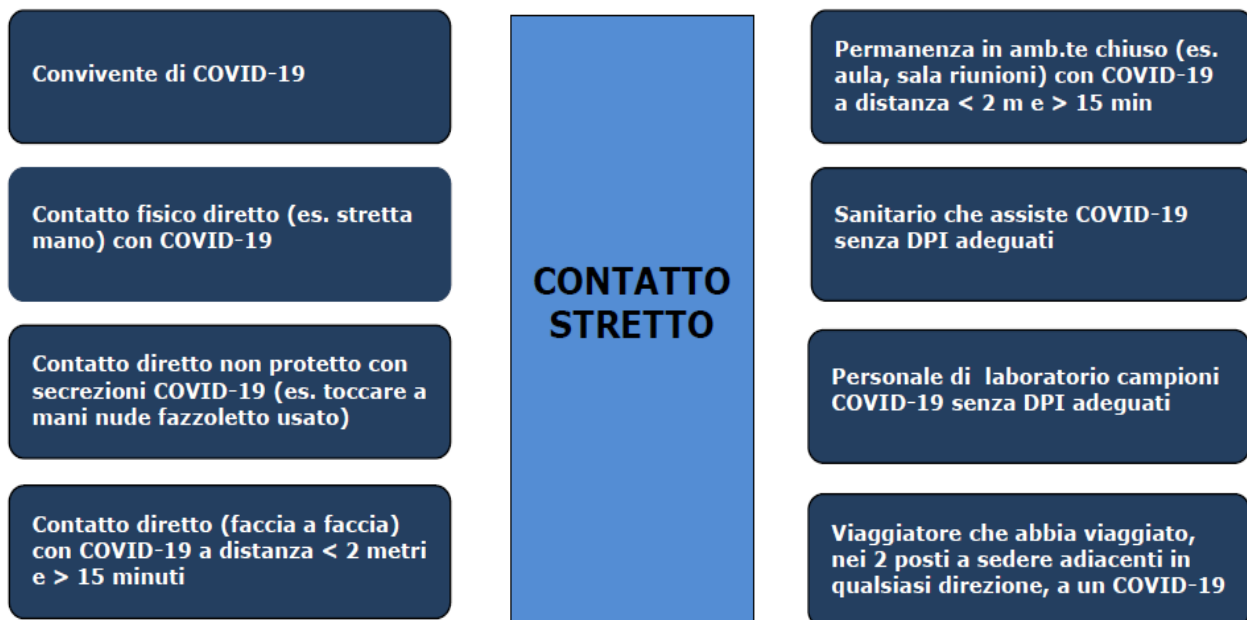 Convivente di COVID-19
Contatto fisico diretto (es. stretta
mano) con COVID-19
Contatto diretto non protetto con
secrezioni COVID-19 (es. toccare a
mani nude fazzoletto usato)
Contatto diretto (faccia a faccia)
con COVID-19 a distanza < 2 metri
e > 15 minuti
CONTATTO
STRETTO
Permanenza in amb.te chiuso (es.
aula, sala riunioni) con COVID-19
a distanza < 2 m e > 15 min
Sanitario che assiste COVID-19
senza DPI adeguati
Personale di laboratorio campioni
COVID-19 senza DPI adeguati
Viaggiatore che abbia viaggiato,
nei 2 posti a sedere adiacenti in
qualsiasi direzione, a un COVID-19